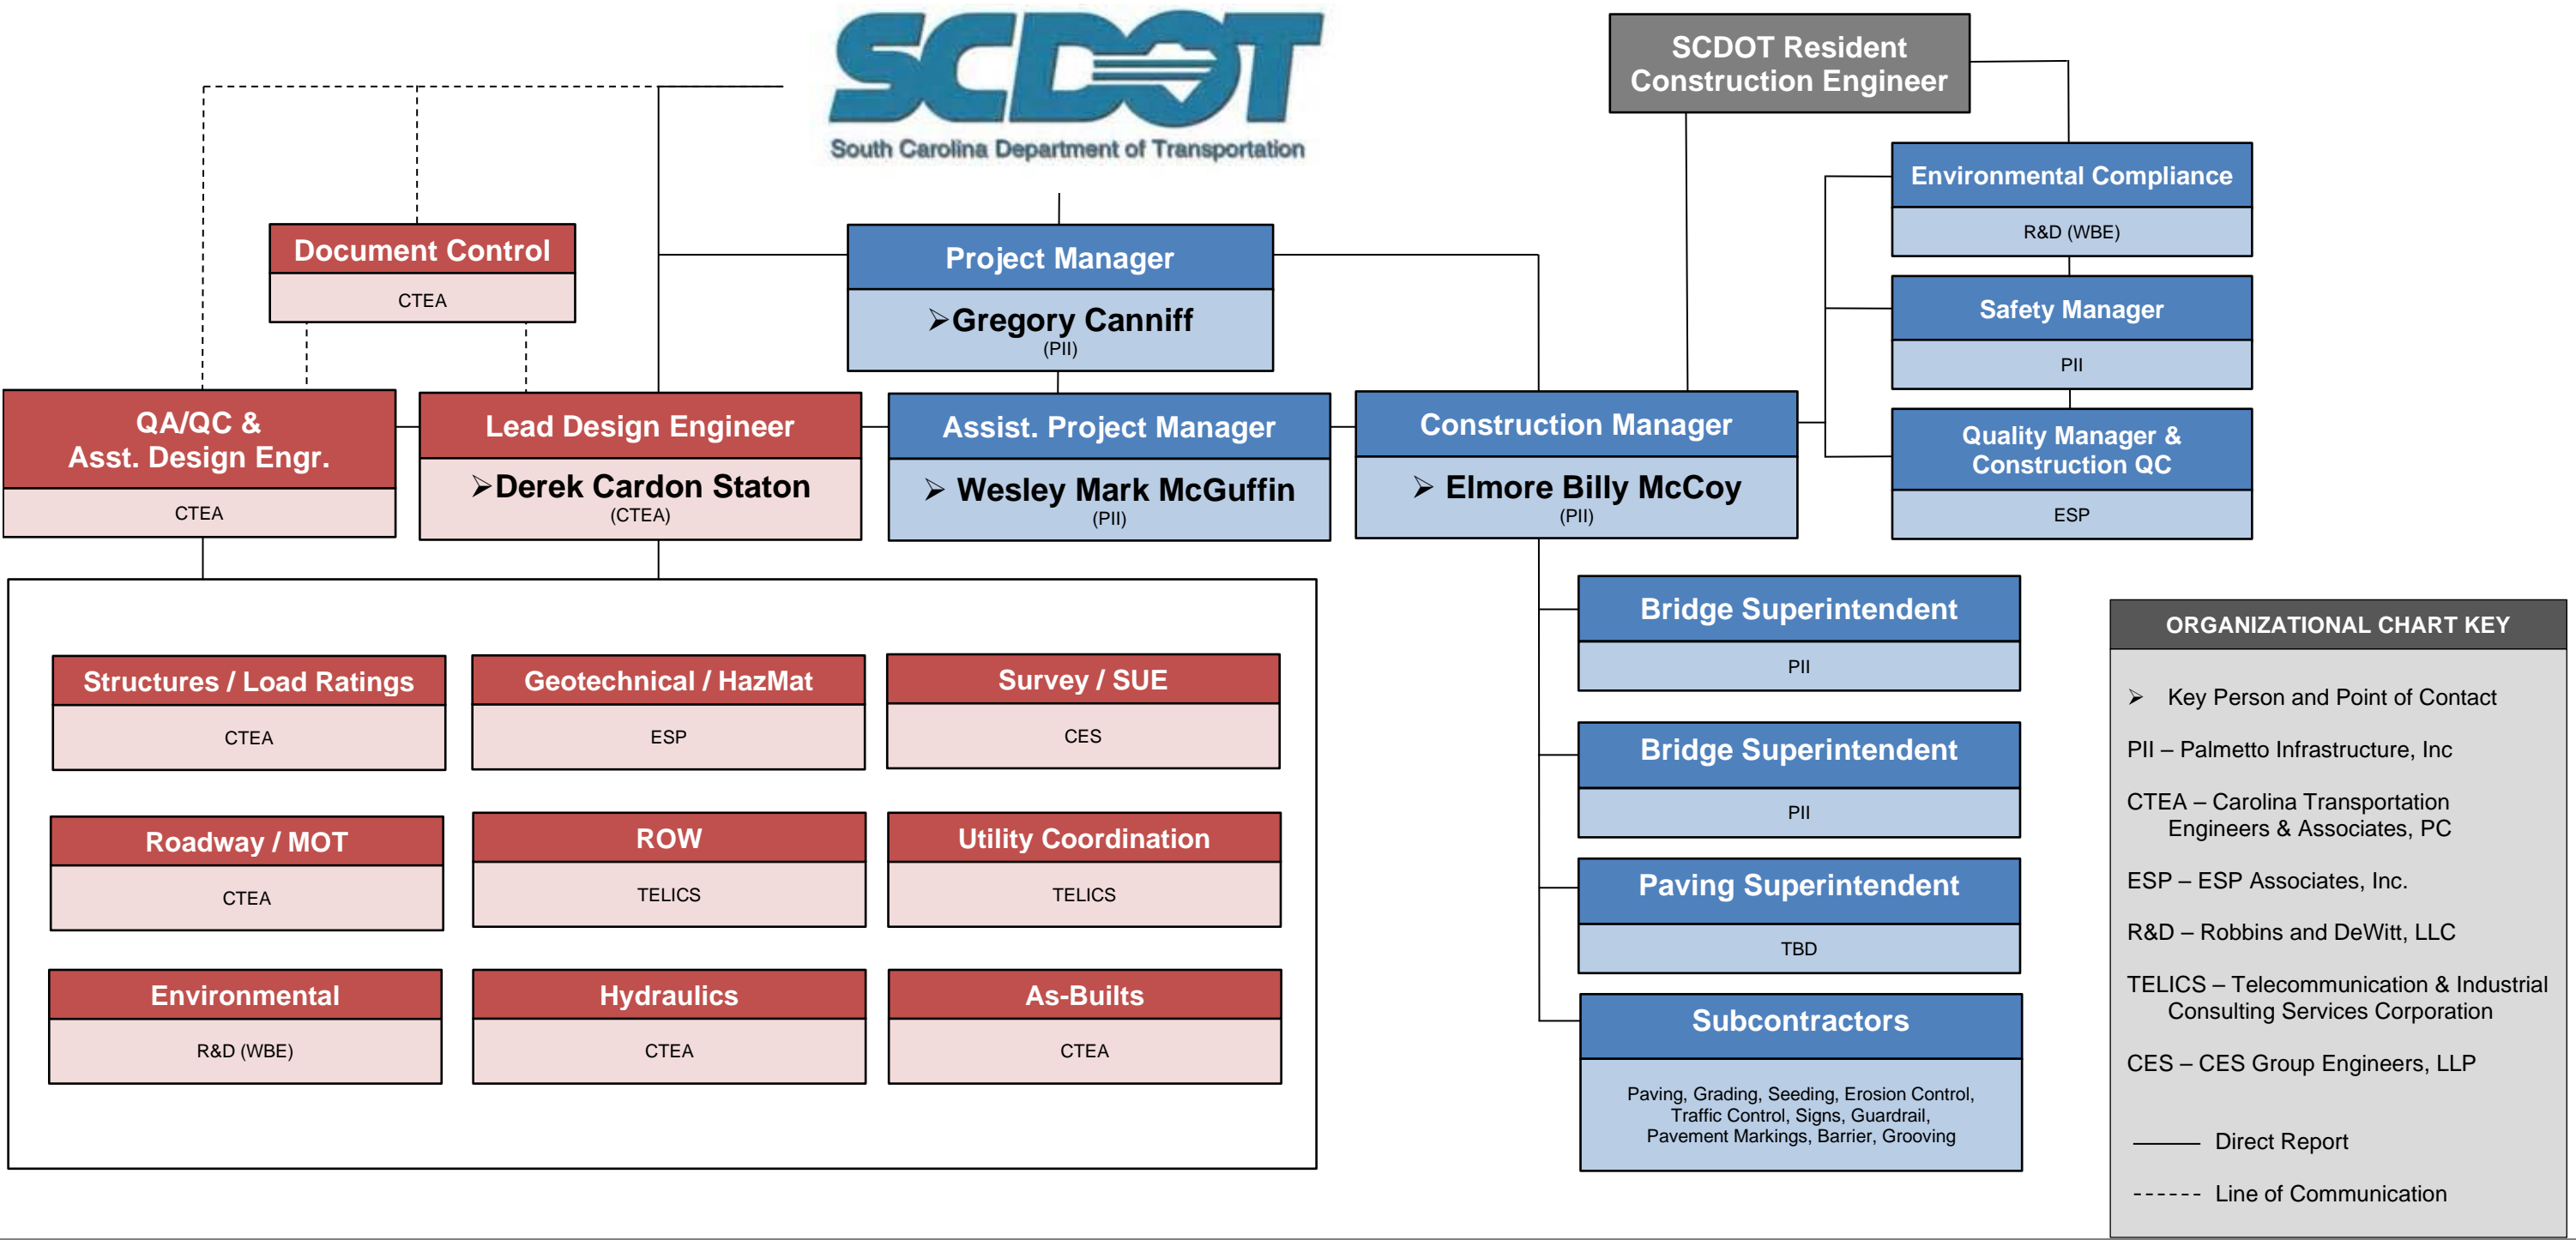 SCDOT
South Carolina Department of Transportation
SCDOT Resident
Construction Engineer
Environmental Compliance
R&D (WBE)
Safety Manager
PII
Quality Manager &
Construction QC
ESP
Document Control
CTEA
Project Manager
➢Gregory Canniff
(PII)
QA/QC &
Asst. Design Engr.
CTEA
Lead Design Engineer
➢Derek Cardon Staton
(CTEA)
Assist. Project Manager
➢ Wesley Mark McGuffin
(PII)
Construction Manager
➢ Elmore Billy McCoy
(PII)
Structures / Load Ratings
CTEA
Geotechnical / HazMat
ESP
Survey / SUE
CES
Roadway / MOT
CTEA
ROW
TELICS
Utility Coordination
TELICS
Environmental
R&D (WBE)
Hydraulics
CTEA
As-Builts
CTEA
Bridge Superintendent
PII
Bridge Superintendent
PII
Paving Superintendent
TBD
Subcontractors
Paving, Grading, Seeding, Erosion Control,
Traffic Control, Signs, Guardrail,
Pavement Markings, Barrier, Grooving
ORGANIZATIONAL CHART KEY
➢ Key Person and Point of Contact
PII – Palmetto Infrastructure, Inc
CTEA – Carolina Transportation
Engineers & Associates, PC
ESP – ESP Associates, Inc.
R&D – Robbins and DeWitt, LLC
TELICS – Telecommunication & Industrial
Consulting Services Corporation
CES – CES Group Engineers, LLP
Direct Report
Line of Communication